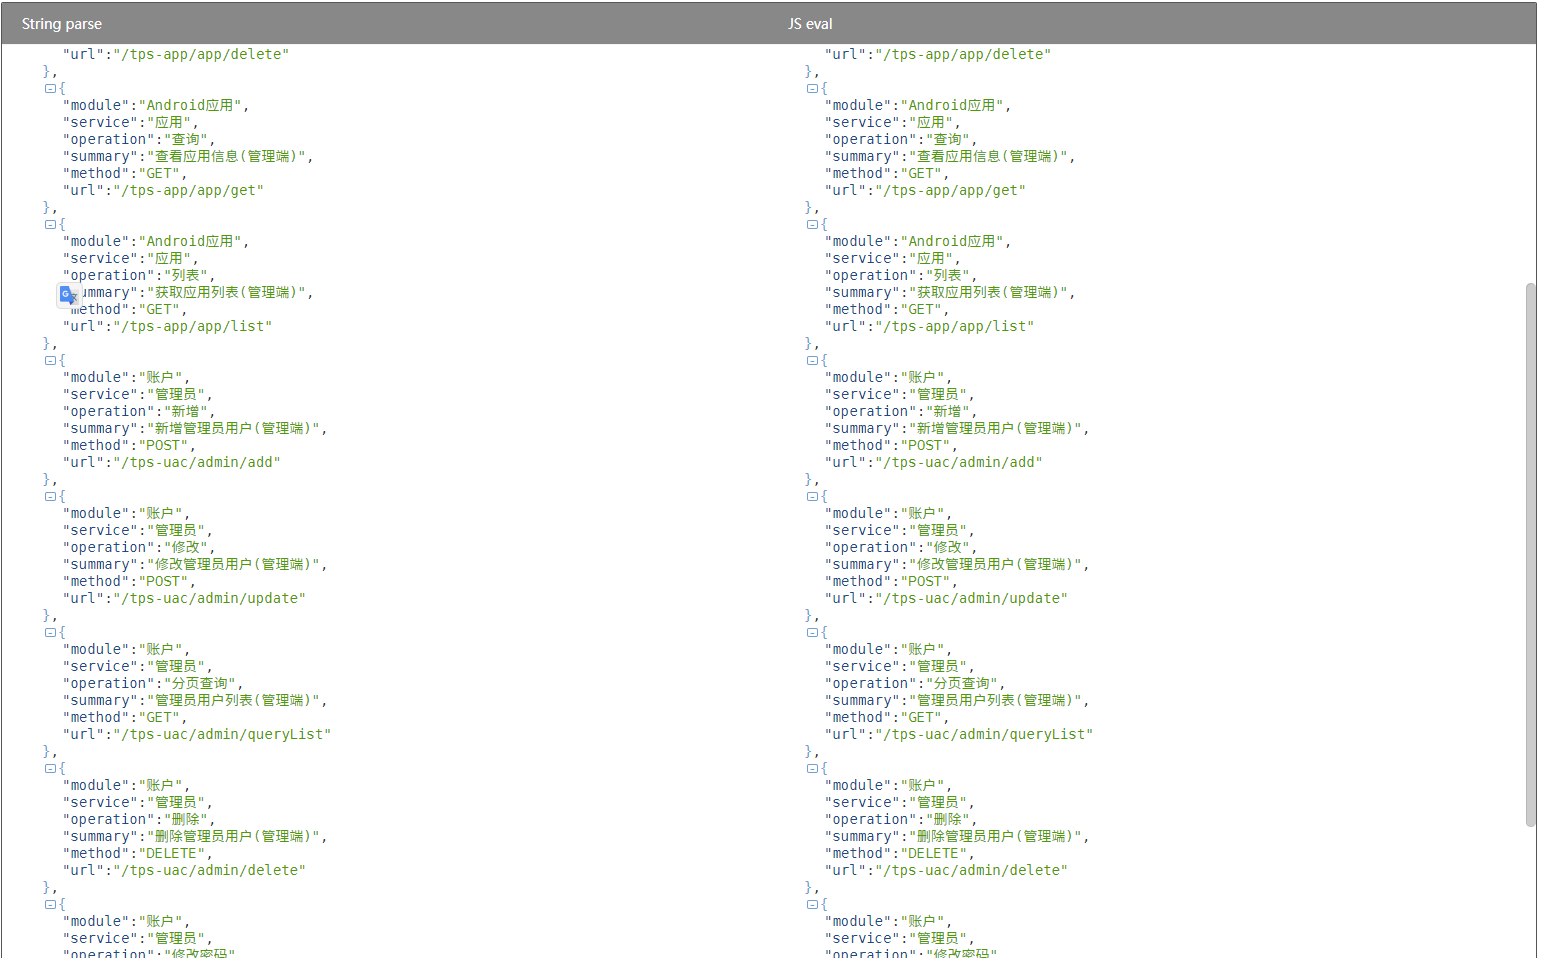 String parse
JS eval
"url":"/tps-app/app/delete"
},
{
"module":"Android应用",
"service":"应用",
"operation":"查询",
"summary":"查看应用信息(管理端)",
"method":"GET",
"url":"/tps-app/app/get"
},
{
"module":"Android应用",
"service":"应用",
"operation":"列表",
ummary":"获取应用列表(管理端)",
"method":"GET",
"url":"/tps-app/app/list"
},
{
"module":"账户",
"service":"管理员",
"operation":"新增",
"summary":"新增管理员用户(管理端)",
"method":"POST",
"url":"/tps-uac/admin/add"
},
{
"module":"账户",
"service":"管理员",
"operation":"修改",
"summary":"修改管理员用户(管理端)",
"method":"POST",
"url":"/tps-uac/admin/update"
},
{
"module":"账户",
"service":"管理员",
"operation":"分页查询",
"summary":"管理员用户列表(管理端)",
"method":"GET",
"url":"/tps-uac/admin/queryList"
},
{
"module":"账户",
"service":"管理员",
"operation":"删除",
"summary":"删除管理员用户(管理端)",
"method":"DELETE",
"url":"/tps-uac/admin/delete"
},
{
"module":"账户",
"service":"管理员",
"operation":"修改密码"
"url":"/tps-app/app/delete"
},
{
"module":"Android应用",
"service":"应用",
"operation":"查询",
"summary":"查看应用信息(管理端)",
"method":"GET",
"url":"/tps-app/app/get"
},
{
"module":"Android应用",
"service":"应用",
"operation":"列表",
"summary":"获取应用列表(管理端)",
"method":"GET",
"url":"/tps-app/app/list"
},
{
"module":"账户",
"service":"管理员",
"operation":"新增",
"summary":"新增管理员用户(管理端)",
"method":"POST",
"url":"/tps-uac/admin/add"
},
{
"module":"账户",
"service":"管理员",
"operation":"修改",
"summary":"修改管理员用户(管理端)",
"method":"POST",
"url":"/tps-uac/admin/update"
},
{
"module":"账户",
"service":"管理员",
"operation":"分页查询",
"summary":"管理员用户列表(管理端)",
"method":"GET",
"url":"/tps-uac/admin/queryList"
},
{
"module":"账户",
"service":"管理员",
"operation":"删除",
"summary":"删除管理员用户(管理端)",
"method":"DELETE",
"url":"/tps-uac/admin/delete"
},
{
"module":"账户",
"service":"管理员",
"operation":"修改密码"